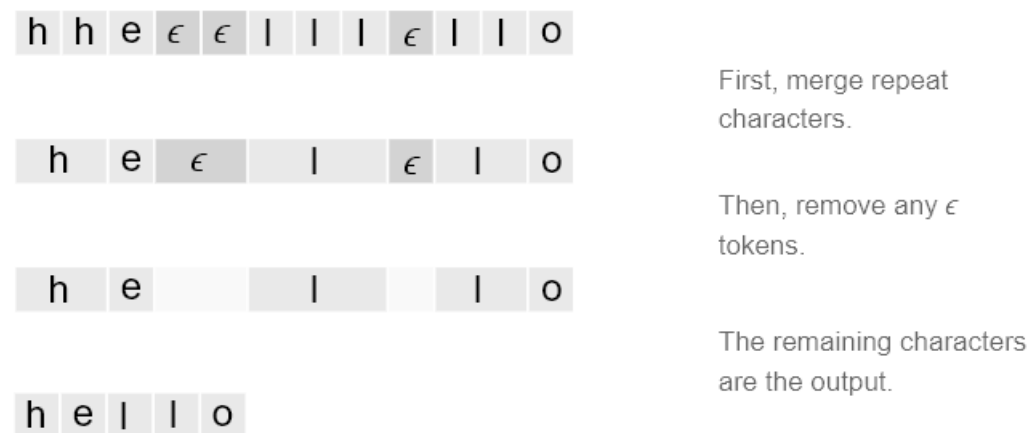 h h e ϵ ϵ l l l ϵ l l o
First, merge repeat
characters.
h e ϵ l ϵ l o
Then, remove any ϵ
tokens.
h e l l o
The remaining characters
are the output.
h e l l o